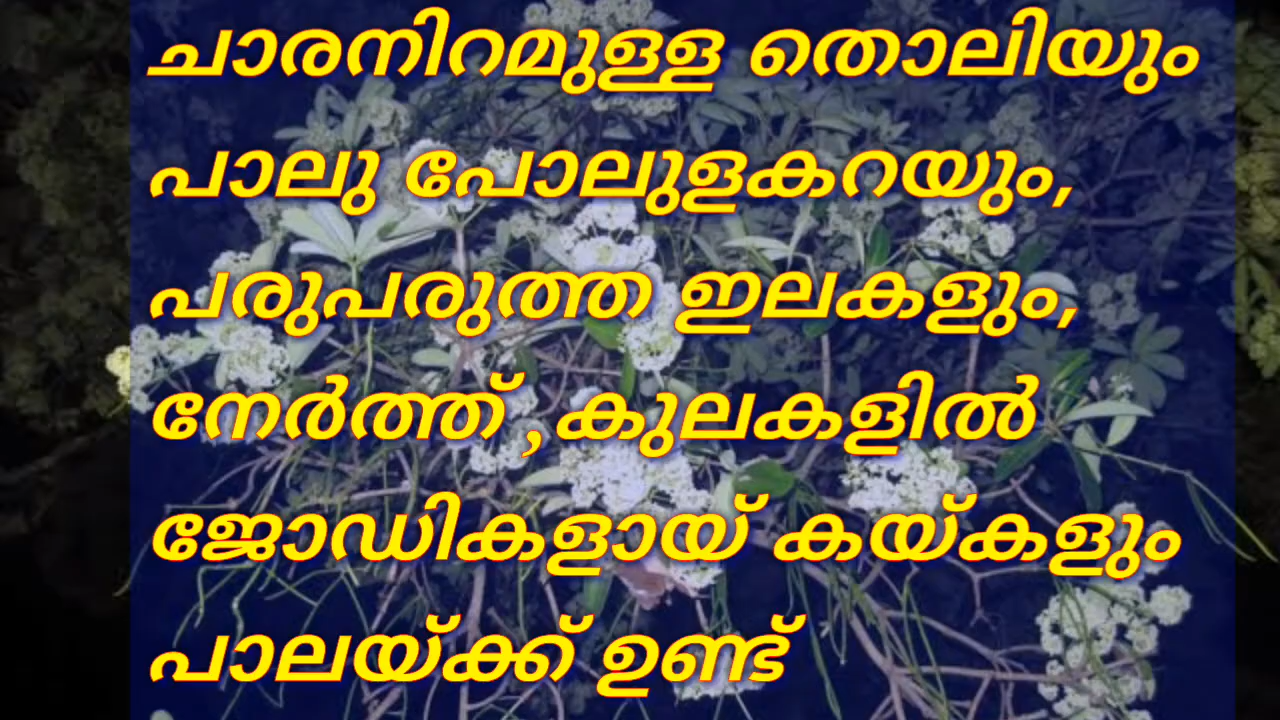 ചാരനിറമുള്ള തൊലിയും
പാലു പോലുളകറയും,
പരുപരുത്ത ഇലകളും,
നേർത്ത് ,കുലകളിൽ
ജോഡികളായ് കയ്കളും
പാലയ്ക്ക് ഉണ്ട്